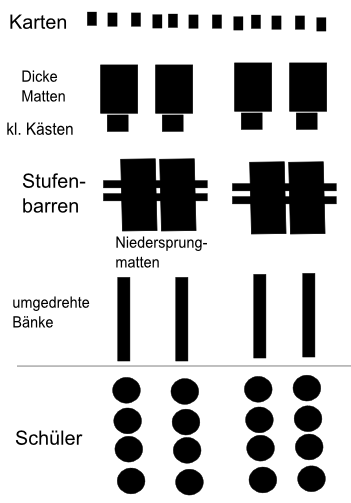 Karten
Dicke
Matten
kl. Kästen
Stufen-
barren
Niedersprung-
matten
umgedrehte
Bänke
Schüler